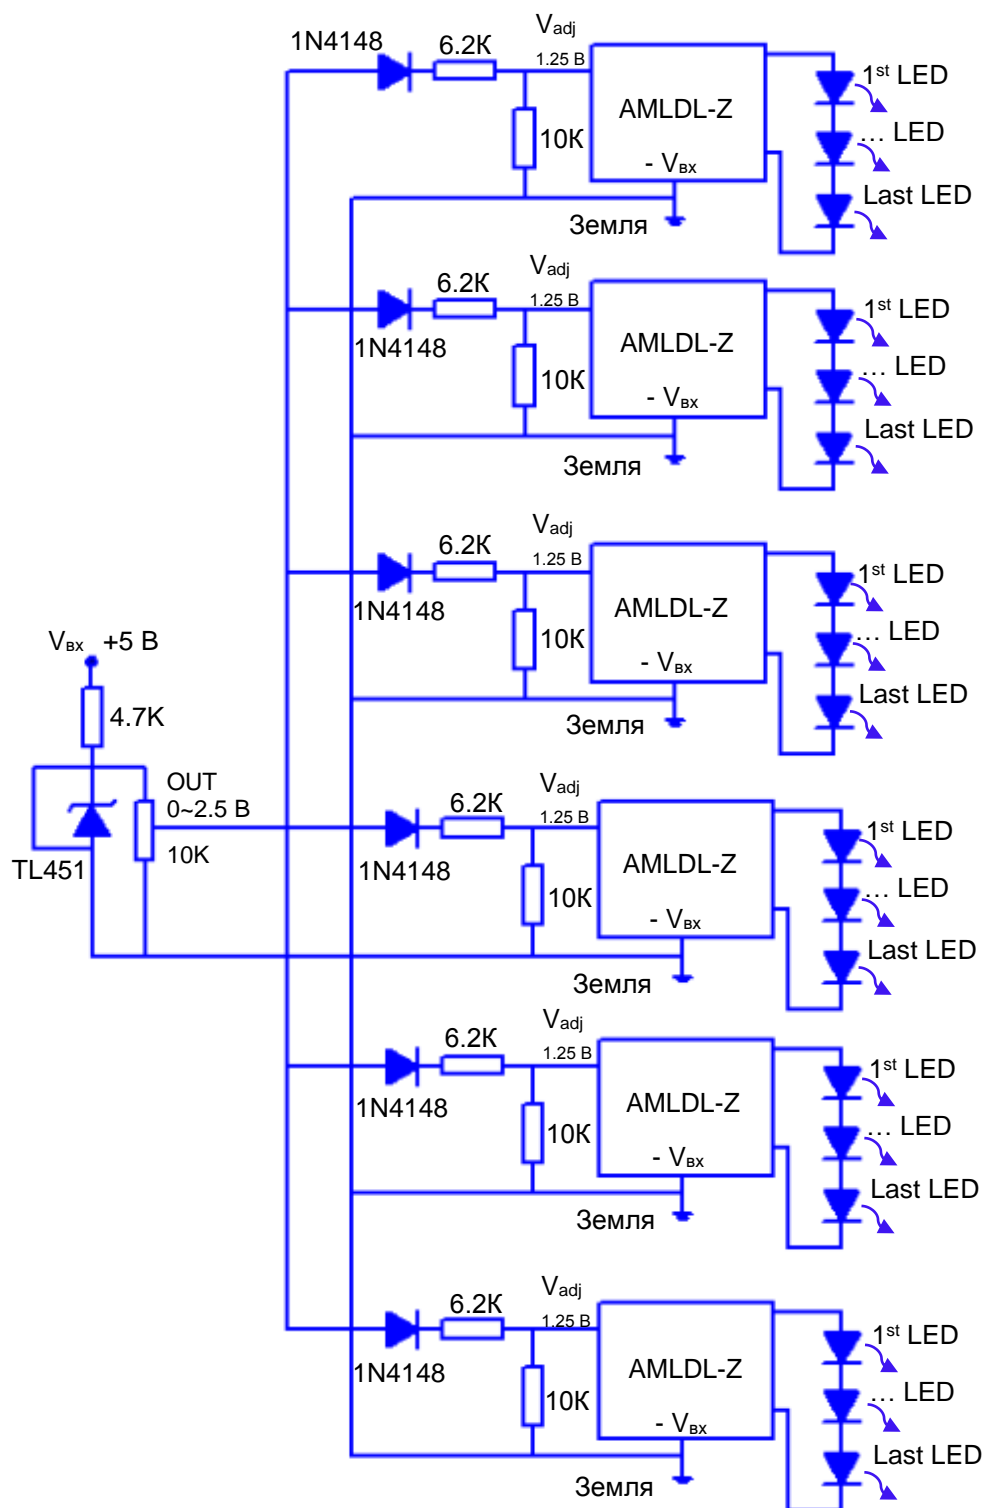 1N4148
6.2K
Vadj
1.25 В
AMLDL-Z
10K
- Vвх
Земля
1st LED
... LED
Last LED
6.2K
Vadj
1.25 В
1N4148
AMLDL-Z
10K
- Vвх
Земля
1st LED
... LED
Last LED
6.2K
Vadj
1.25 В
1N4148
AMLDL-Z
10K
- Vвх
Земля
1st LED
... LED
Last LED
Vвх +5 В
4.7K
OUT
0~2.5 В
10K
TL451
6.2K
Vadj
1.25 В
1N4148
AMLDL-Z
10K
- Vвх
Земля
1st LED
... LED
Last LED
6.2K
Vadj
1.25 В
1N4148
AMLDL-Z
10K
- Vвх
Земля
1st LED
... LED
Last LED
6.2K
Vadj
1.25 В
1N4148
AMLDL-Z
10K
- Vвх
Земля
1st LED
... LED
Last LED